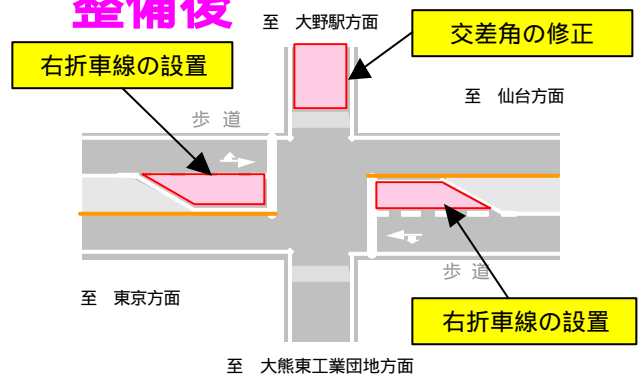 整備後
至　大野駅方面
交差角の修正
右折車線の設置
至　仙台方面
歩 道
歩 道
至　東京方面
右折車線の設置
至　大熊東工業団地方面